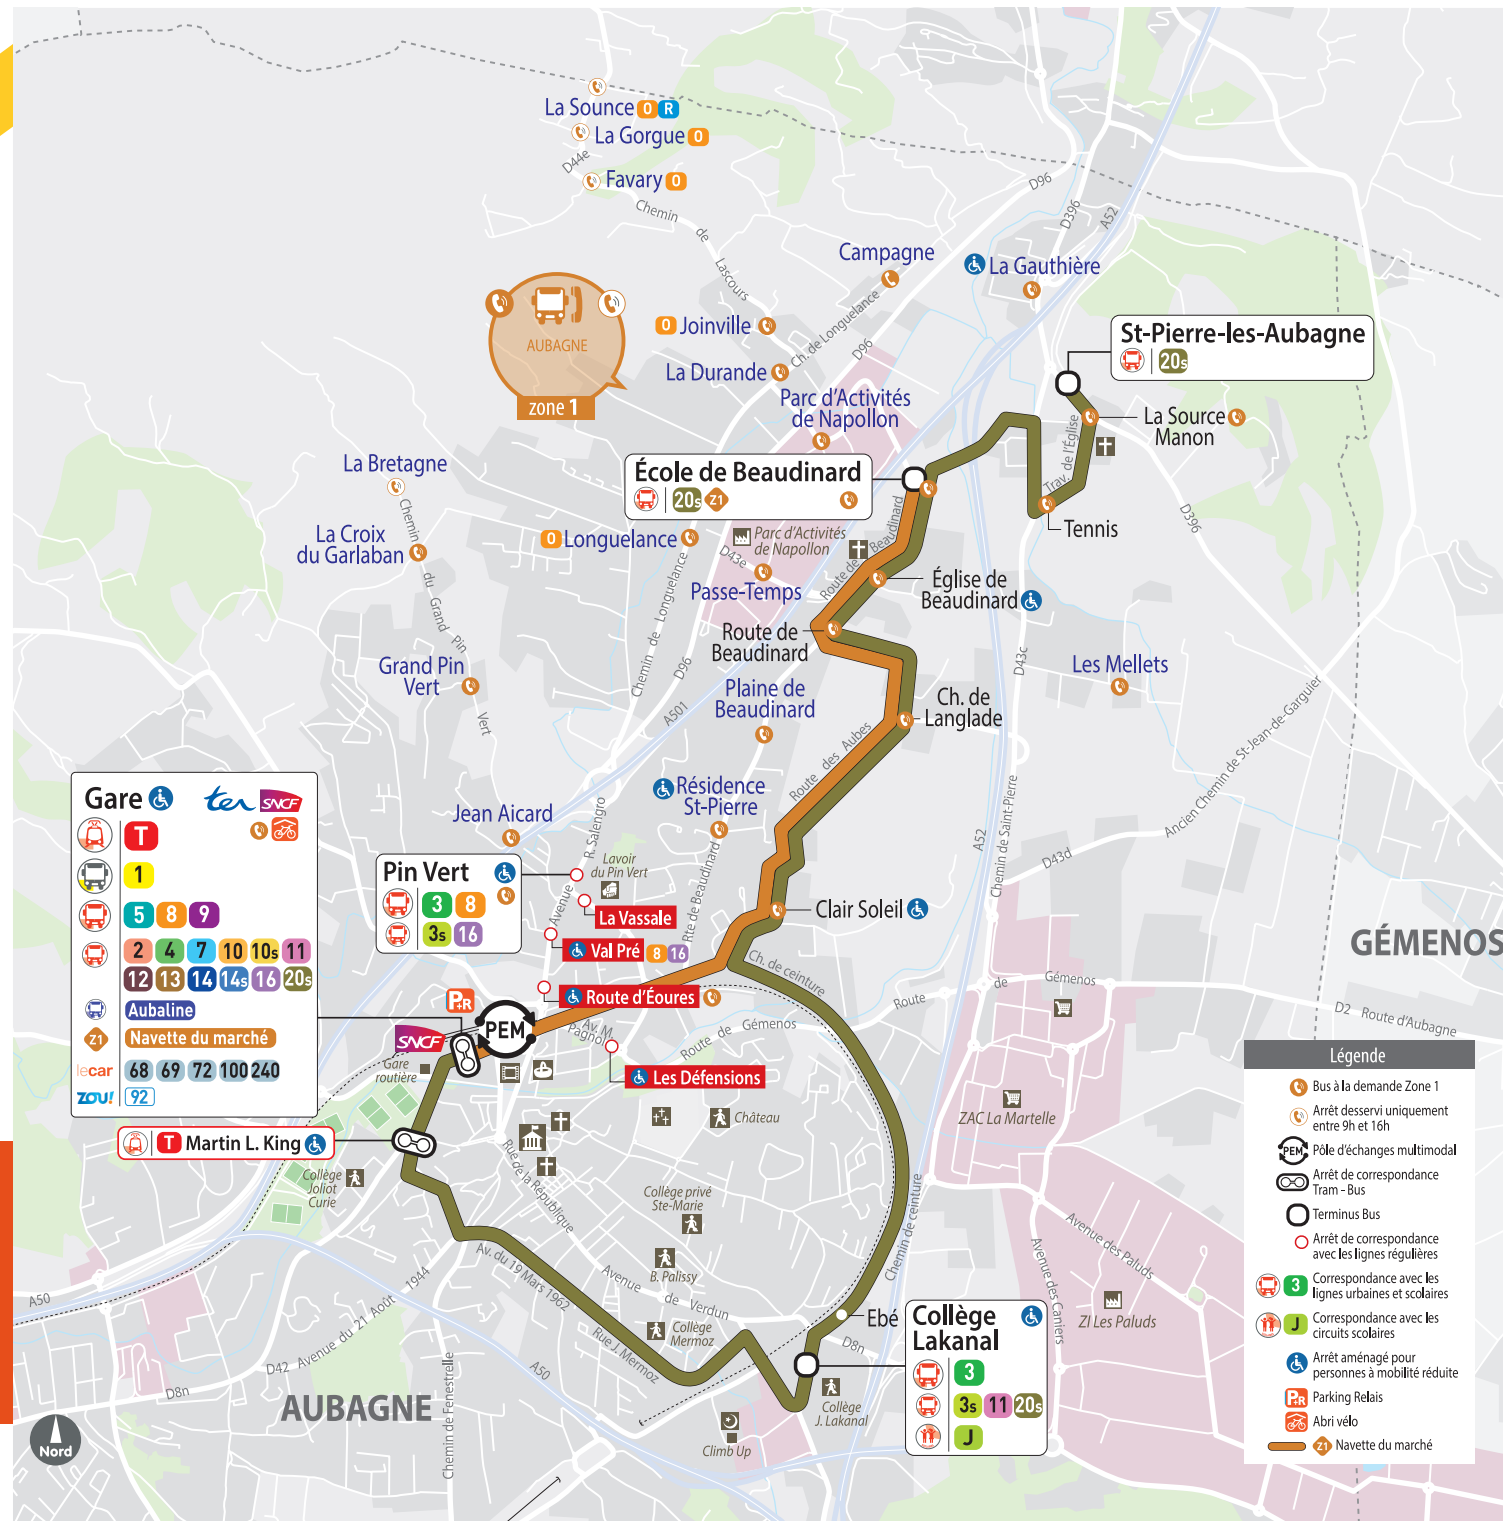 La Source O R
La Gorgue O
D44e
Favary O
Chemin
de
Lascours
D96
D396
A52
Campagne
La Gauthière
AUBAGNE
zone 1
O Joinville
Ch. de Longuelance
D96
La Durande
St-Pierre-les-Aubagne
20s
Parc d'Activités
de Napollon
La Source
Manon
Trav. de l'Église
La Bretagne
École de Beaudinard
20s Z1
Chemin
du Grand Pin
Vert
La Croix
du Garlaban
O Longuelance
Parc d'Activités
de Napollon
D43e
Route de Beaudinard
Tennis
D396
Passe-Temps
Église de
Beaudinard
Chemin de Longuelance
D96
Route de
Beaudinard
D43c
Grand Pin
Vert
Les Mellets
Plaine de
Beaudinard
A501
Ch. de
Langlade
Route des Aubes
Ancien Chemin de St-Jean-de-Garguier
Gare
ter SNCF
T
1
5 8 9
2 4 7 10 10s 11
12 13 14 14s 16 20s
Aubaline
Z1 Navette du marché
lecar 68 69 72 100 240
ZOU! 92
Résidence
St-Pierre
Jean Aicard
Avenue R. Salengro
Rte de Beaudinard
A52
Chemin de Saint-Pierre
D43d
Pin Vert
3 8
3s 16
Lavoir
du Pin Vert
La Vassale
Clair Soleil
Val Pré 8 16
Ch. de ceinture
GÉMENOS
Route d'Éoures
P+R
PEM
SNCF
Av. M.
Pagnol
Route de Gémenos
Route de Gémenos
D2 Route d'Aubagne
Gare
routière
Les Défensions
Château
ZAC La Martelle
T Martin L. King
Collège
Joliot
Curie
Rue de la République
Collège privé
Ste-Marie
Chemin de ceinture
Avenue des Paluds
Avenue des Caniers
Av. du 19 Mars 1962
B. Palissy
Avenue de Verdun
A50
Avenue du 21 Août 1944
D42
ZI Les Paluds
Ebé
Collège
Mermoz
Rue J. Mermoz
D8n
D8n
A50
Collège
Lakanal
3
3s 11 20s
J
AUBAGNE
Chemin de Fenestrelle
Collège
J. Lakanal
Climb Up
Nord
Légende
Bus à la demande Zone 1
Arrêt desservi uniquement
entre 9h et 16h
PEM Pôle d'échanges multimodal
Arrêt de correspondance
Tram - Bus
Terminus Bus
Arrêt de correspondance
avec les lignes régulières
3 Correspondance avec les
lignes urbaines et scolaires
J Correspondance avec les
circuits scolaires
Arrêt aménagé pour
personnes à mobilité réduite
P+R Parking Relais
Abri vélo
Z1 Navette du marché